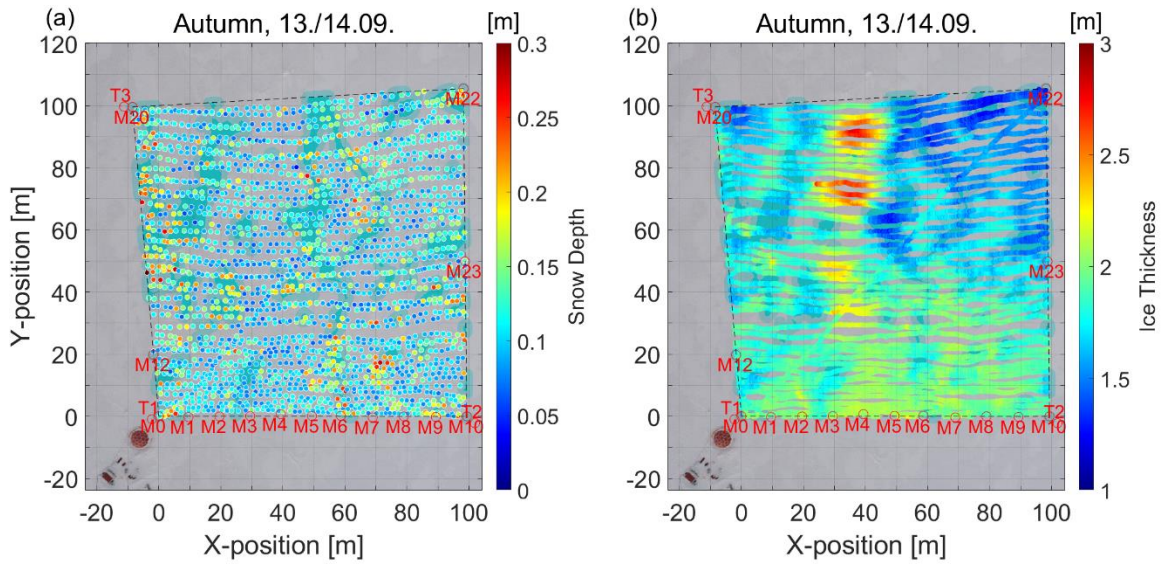 (a)
Autumn, 13./14.09.
[m]
120
100
80
60
40
20
0
-20
Y-position [m]
-20
0
20
40
60
80
100
X-position [m]
T3
M20
M22
M23
M12
T1
T2
M0
M1
M2
M3
M4
M5
M6
M7
M8
M9
M10
0.3
0.25
0.2
0.15
0.1
0.05
0
Snow Depth
(b)
Autumn, 13./14.09.
[m]
120
100
80
60
40
20
0
-20
-20
0
20
40
60
80
100
X-position [m]
T3
M20
M22
M23
M12
T1
T2
M0
M1
M2
M3
M4
M5
M6
M7
M8
M9
M10
3
2.5
2
1.5
1
Ice Thickness